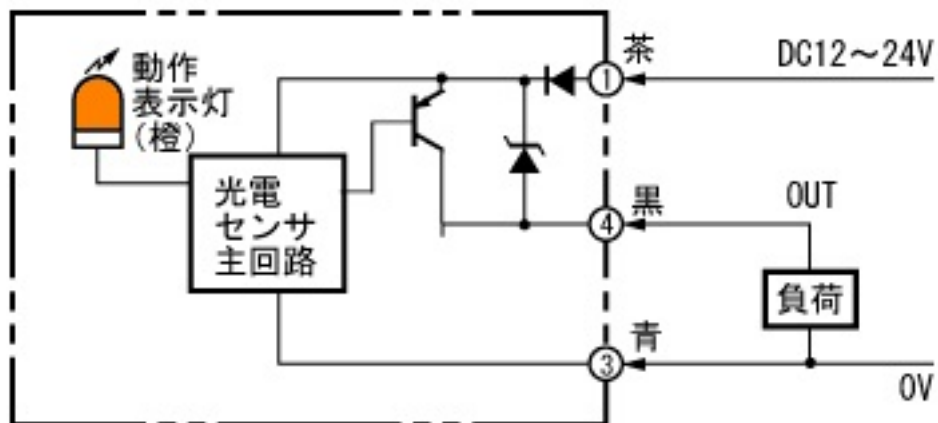 動作
表示灯
(橙)
光電
センサ
主回路
茶
①
DC12～24V
黒
④
OUT
負荷
青
③
0V